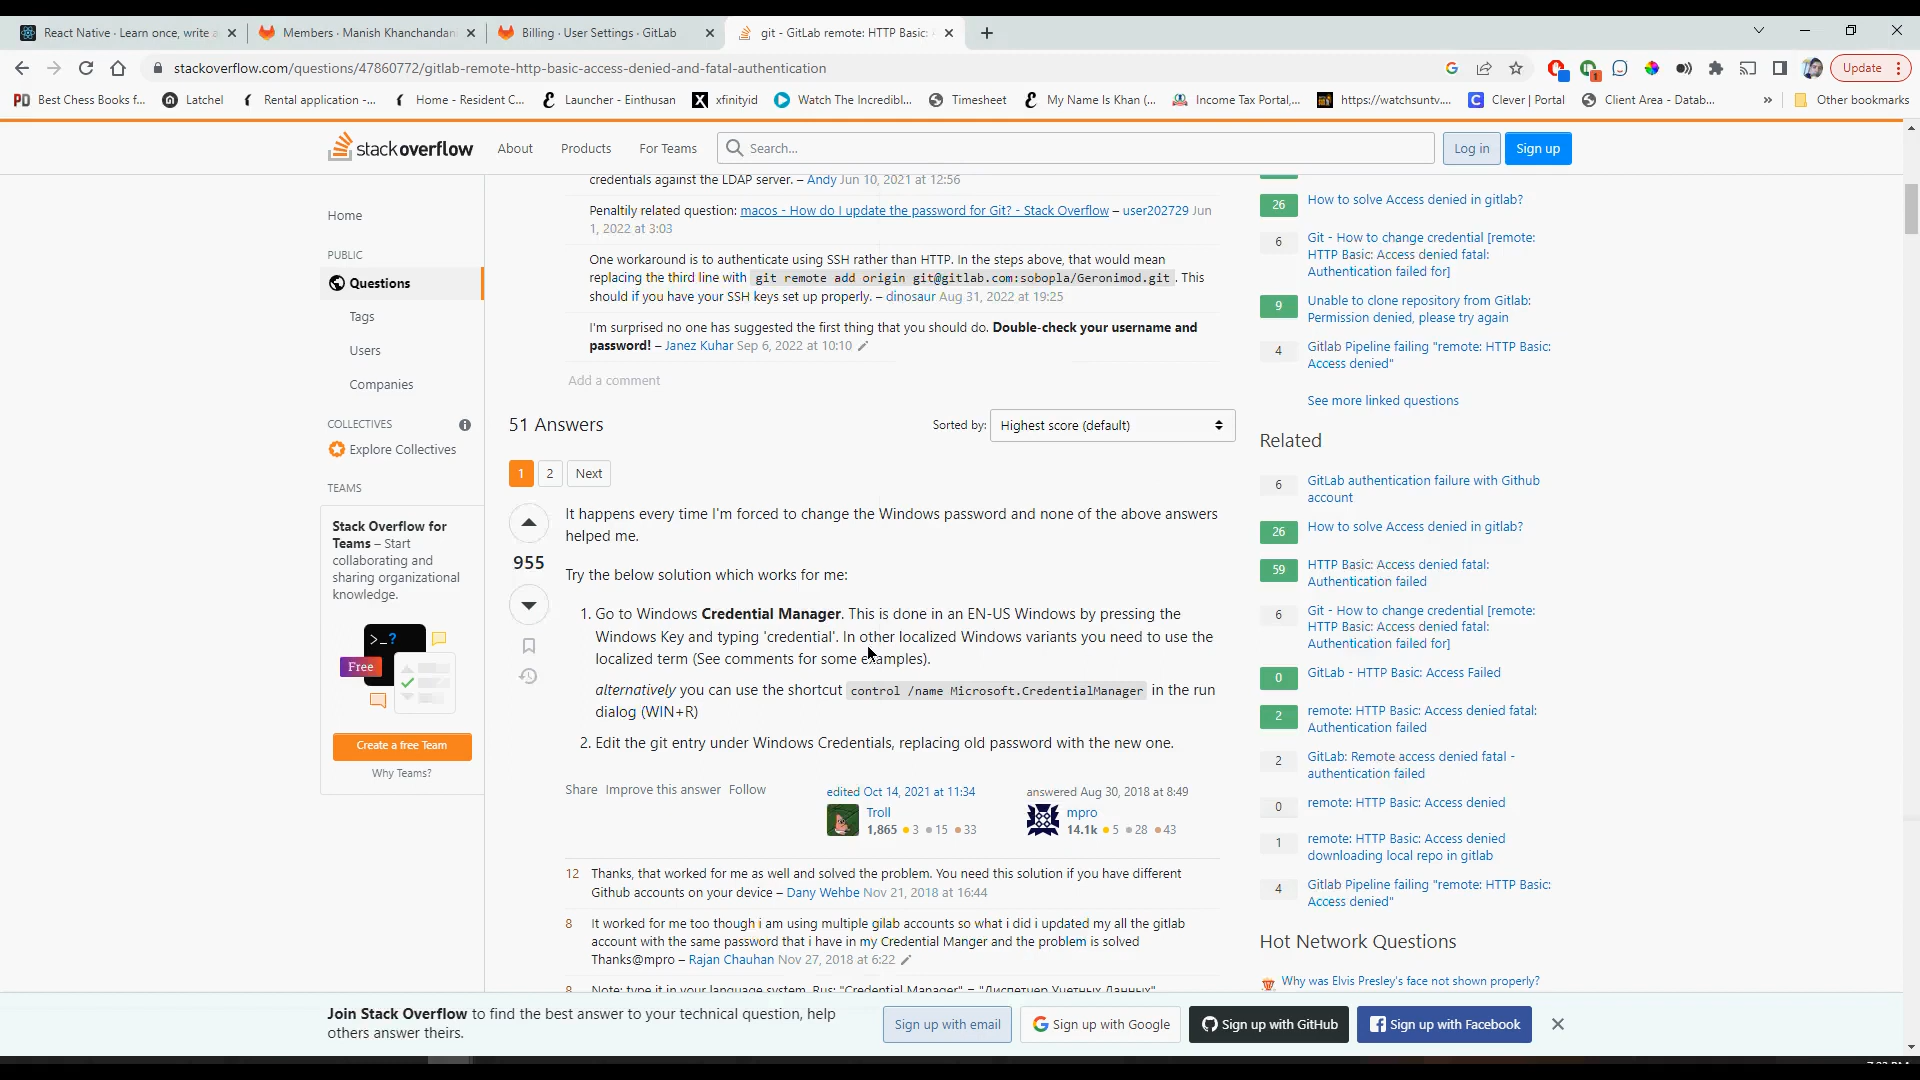 React Native · Learn once, write a
Members · Manish Khanchandan
Billing · User Settings · GitLab
git - GitLab remote: HTTP Basic:
stackoverflow.com/questions/47860772/gitlab-remote-http-basic-access-denied-and-fatal-authentication
Update
Best Chess Books f...
Latchel
Rental application -...
Home - Resident C...
Launcher - Einthusan
xfinityid
Watch The Incredibl...
Timesheet
My Name Is Khan (...
Income Tax Portal,...
https://watchsuntv....
Clever | Portal
Client Area - Datab...
»
Other bookmarks
stackoverflow
About
Products
For Teams
Search...
Log in
Sign up
Home
PUBLIC
Questions
Tags
Users
Companies
COLLECTIVES
Explore Collectives
TEAMS
Stack Overflow for
Teams – Start
collaborating and
sharing organizational
knowledge.
>_?
Free
Create a free Team
Why Teams?
credentials against the LDAP server. – Andy Jun 10, 2021 at 12:56
Penaltily related question: macos - How do I update the password for Git? - Stack Overflow – user202729 Jun
1, 2022 at 3:03
One workaround is to authenticate using SSH rather than HTTP. In the steps above, that would mean
replacing the third line with git remote add origin git@gitlab.com:sobopla/Geronimod.git . This
should if you have your SSH keys set up properly. – dinosaur Aug 31, 2022 at 19:25
I'm surprised no one has suggested the first thing that you should do. Double-check your username and
password! – Janez Kuhar Sep 6, 2022 at 10:10
Add a comment
51 Answers
Sorted by:
Highest score (default)
1 2 Next
955
It happens every time I'm forced to change the Windows password and none of the above answers
helped me.
Try the below solution which works for me:
1. Go to Windows Credential Manager. This is done in an EN-US Windows by pressing the
Windows Key and typing 'credential'. In other localized Windows variants you need to use the
localized term (See comments for some examples).
alternatively you can use the shortcut control /name Microsoft.CredentialManager in the run
dialog (WIN+R)
2. Edit the git entry under Windows Credentials, replacing old password with the new one.
Share Improve this answer Follow
edited Oct 14, 2021 at 11:34
Troll
1,865 3 15 33
answered Aug 30, 2018 at 8:49
mpro
14.1k 5 28 43
12 Thanks, that worked for me as well and solved the problem. You need this solution if you have different
Github accounts on your device – Dany Wehbe Nov 21, 2018 at 16:44
8 It worked for me too though i am using multiple gilab accounts so what i did i updated my all the gitlab
account with the same password that i have in my Credential Manger and the problem is solved
Thanks@mpro – Rajan Chauhan Nov 27, 2018 at 6:22
8 Note: type it in your language system. Rus: "Credential Manager" = "Диспетчер Учетных Данных"
26 How to solve Access denied in gitlab?
6 Git - How to change credential [remote:
HTTP Basic: Access denied fatal:
Authentication failed for]
9 Unable to clone repository from Gitlab:
Permission denied, please try again
4 Gitlab Pipeline failing "remote: HTTP Basic:
Access denied"
See more linked questions
Related
6 GitLab authentication failure with Github
account
26 How to solve Access denied in gitlab?
59 HTTP Basic: Access denied fatal:
Authentication failed
6 Git - How to change credential [remote:
HTTP Basic: Access denied fatal:
Authentication failed for]
0 GitLab - HTTP Basic: Access Failed
2 remote: HTTP Basic: Access denied fatal:
Authentication failed
2 GitLab: Remote access denied fatal -
authentication failed
0 remote: HTTP Basic: Access denied
1 remote: HTTP Basic: Access denied
downloading local repo in gitlab
4 Gitlab Pipeline failing "remote: HTTP Basic:
Access denied"
Hot Network Questions
Why was Elvis Presley's face not shown properly?
Join Stack Overflow to find the best answer to your technical question, help
others answer theirs.
Sign up with email
Sign up with Google
Sign up with GitHub
Sign up with Facebook